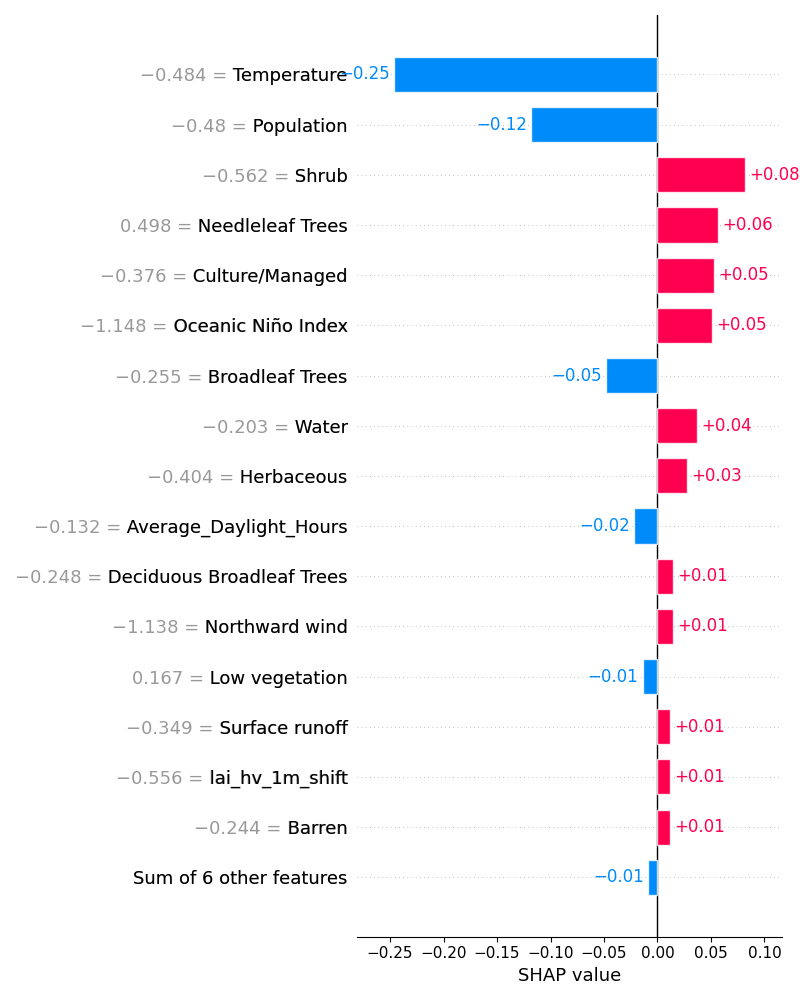 −0.484 = Temperature −0.25
−0.48 = Population −0.12
−0.562 = Shrub +0.08
0.498 = Needleleaf Trees +0.06
−0.376 = Culture/Managed +0.05
−1.148 = Oceanic Niño Index +0.05
−0.255 = Broadleaf Trees −0.05
−0.203 = Water +0.04
−0.404 = Herbaceous +0.03
−0.132 = Average_Daylight_Hours −0.02
−0.248 = Deciduous Broadleaf Trees +0.01
−1.138 = Northward wind +0.01
0.167 = Low vegetation −0.01
−0.349 = Surface runoff +0.01
−0.556 = lai_hv_1m_shift +0.01
−0.244 = Barren +0.01
Sum of 6 other features −0.01
−0.25 −0.20 −0.15 −0.10 −0.05 0.00 0.05 0.10
SHAP value